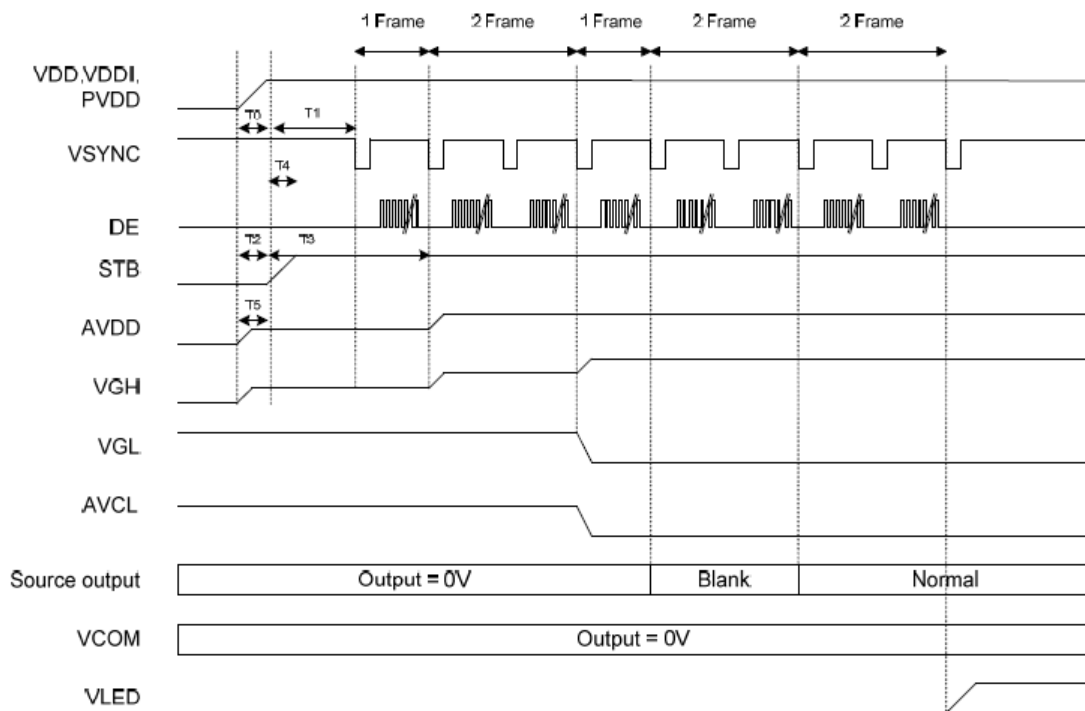 1 Frame 2 Frame 1 Frame 2 Frame 2 Frame
VDD,VDDI,
PVDD
T0 T1
VSYNC
T4
DE
T2 T3
STB
T5
AVDD
VGH
VGL
AVCL
Source output Output = 0V Blank Normal
VCOM Output = 0V
VLED